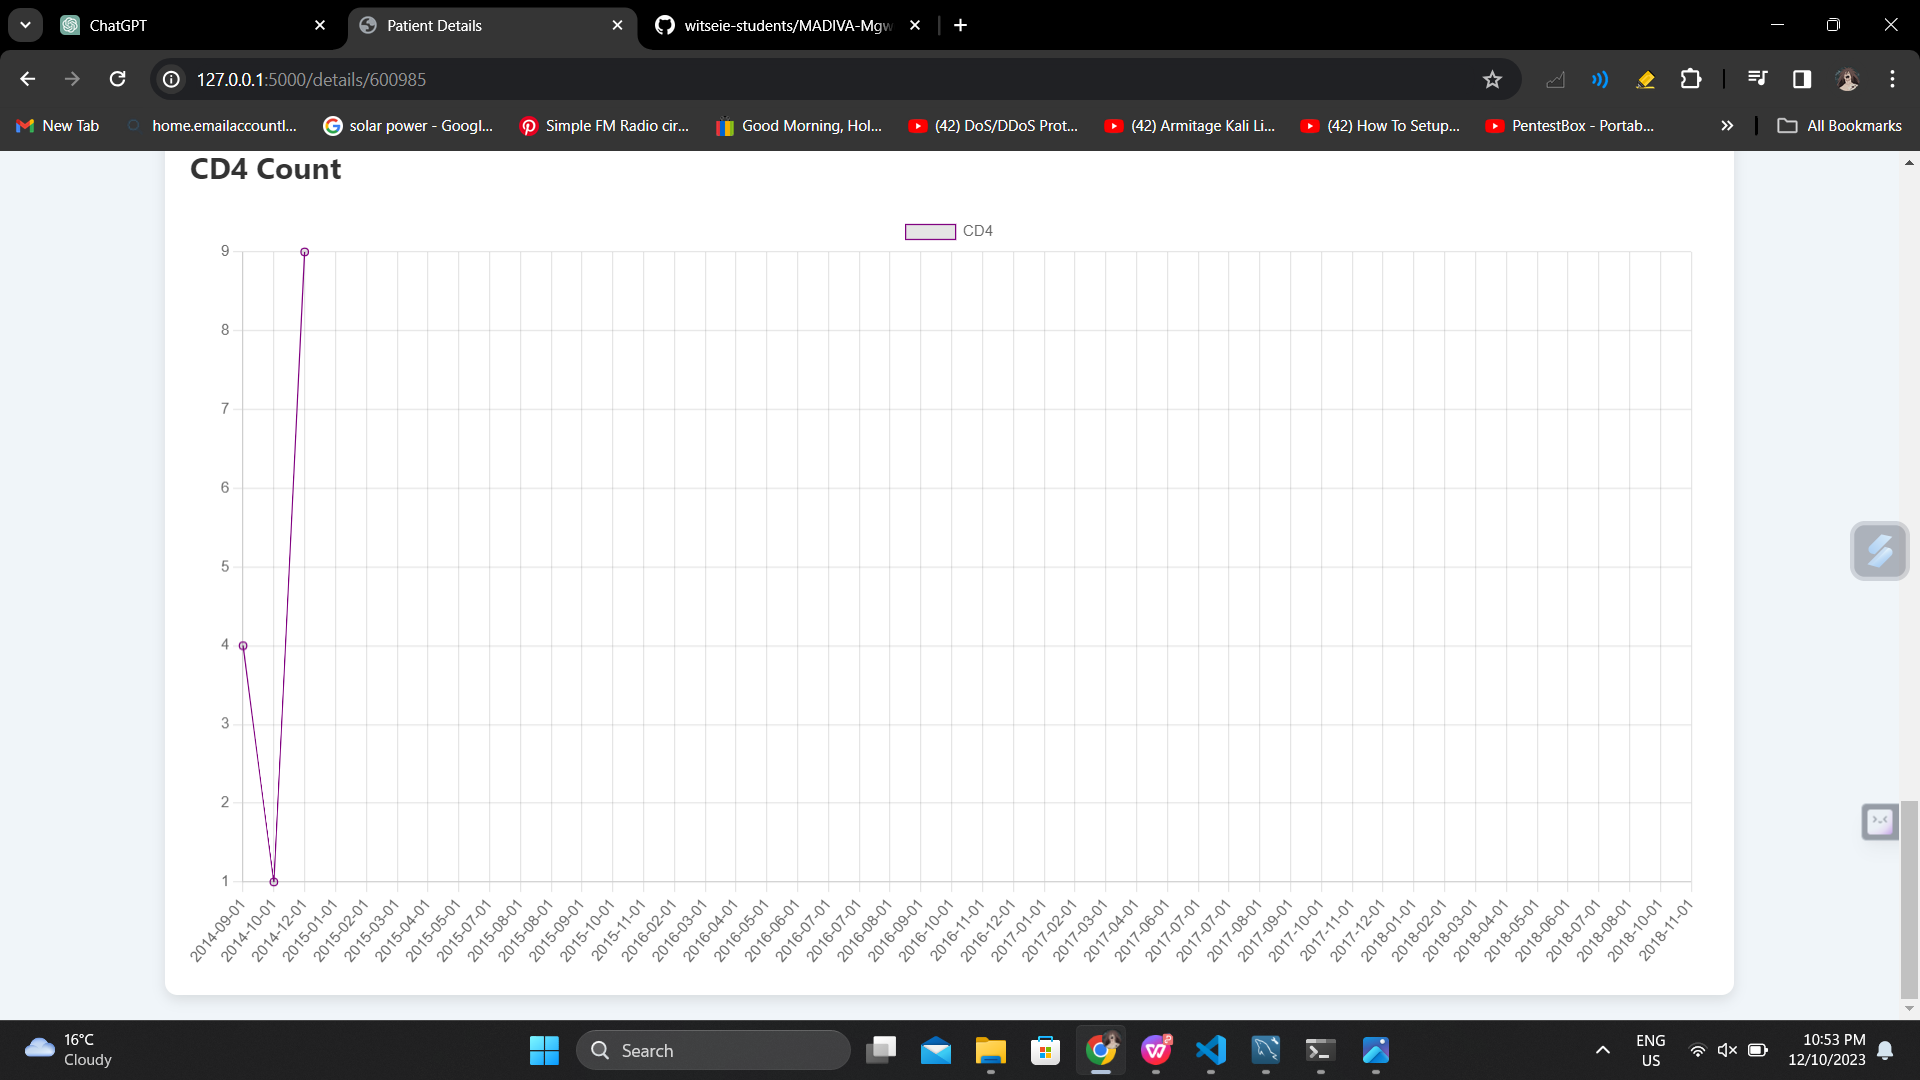 ChatGPT
Patient Details
witseie-students/MADIVA-Mgw
127.0.0.1:5000/details/600985
New Tab
home.emailaccountl...
solar power - Googl...
Simple FM Radio cir...
Good Morning, Hol...
(42) DoS/DDoS Prot...
(42) Armitage Kali Li...
(42) How To Setup...
PentestBox - Portab...
All Bookmarks
CD4 Count
CD4
9
8
7
6
5
4
3
2
1
2014-09-01
2014-10-01
2014-12-01
2015-01-01
2015-02-01
2015-03-01
2015-04-01
2015-05-01
2015-07-01
2015-08-01
2015-08-01
2015-09-01
2015-10-01
2015-11-01
2016-02-01
2016-03-01
2016-04-01
2016-05-01
2016-06-01
2016-07-01
2016-07-01
2016-08-01
2016-09-01
2016-10-01
2016-11-01
2016-12-01
2017-01-01
2017-02-01
2017-03-01
2017-04-01
2017-06-01
2017-07-01
2017-07-01
2017-08-01
2017-09-01
2017-10-01
2017-11-01
2017-12-01
2018-01-01
2018-02-01
2018-03-01
2018-04-01
2018-05-01
2018-06-01
2018-07-01
2018-08-01
2018-10-01
2018-11-01
16°C
Cloudy
Search
ENG
US
10:53 PM
12/10/2023